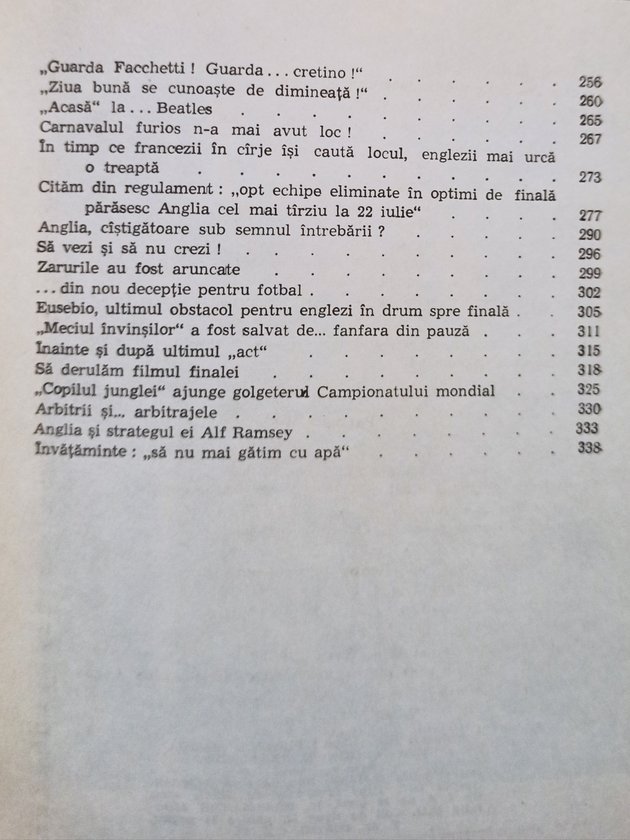 „Guarda Facchetti ! Guarda... cretino !“ . . . . . . 256
„Ziua bună se cunoaște de dimineață !“ . . . . . . 260
„Acasă“ la ... Beatles . . . . . . . . . . 265
Carnavalul furios n-a mai avut loc ! . . . . . . 267
În timp ce francezii în cîrje își caută locul, englezii mai urcă
o treaptă . . . . . . . . . . . 273
Cităm din regulament : „opt echipe eliminate în optimi de finală
părăsesc Anglia cel mai tîrziu la 22 iulie“ . . . . 277
Anglia, cîștigătoare sub semnul întrebării ? . . . . . 290
Să vezi și să nu crezi ! . . . . . . . . . 296
Zarurile au fost aruncate . . . . . . . . . 299
...din nou decepție pentru fotbal . . . . . . . . 302
Eusebio, ultimul obstacol pentru englezi în drum spre finală . . 305
„Meciul învinșilor“ a fost salvat de... fanfara din pauză . . . 311
Înainte și după ultimul „act“ . . . . . . . . 315
Să derulăm filmul finalei . . . . . . . . . 318
„Copilul junglei“ ajunge golgeterul Campionatului mondial . . . 325
Arbitrii și... arbitrajele . . . . . . . . . . 330
Anglia și strategul ei Alf Ramsey . . . . . . . . 333
Învățăminte : „să nu mai gătim cu apă“ . . . . . . 338